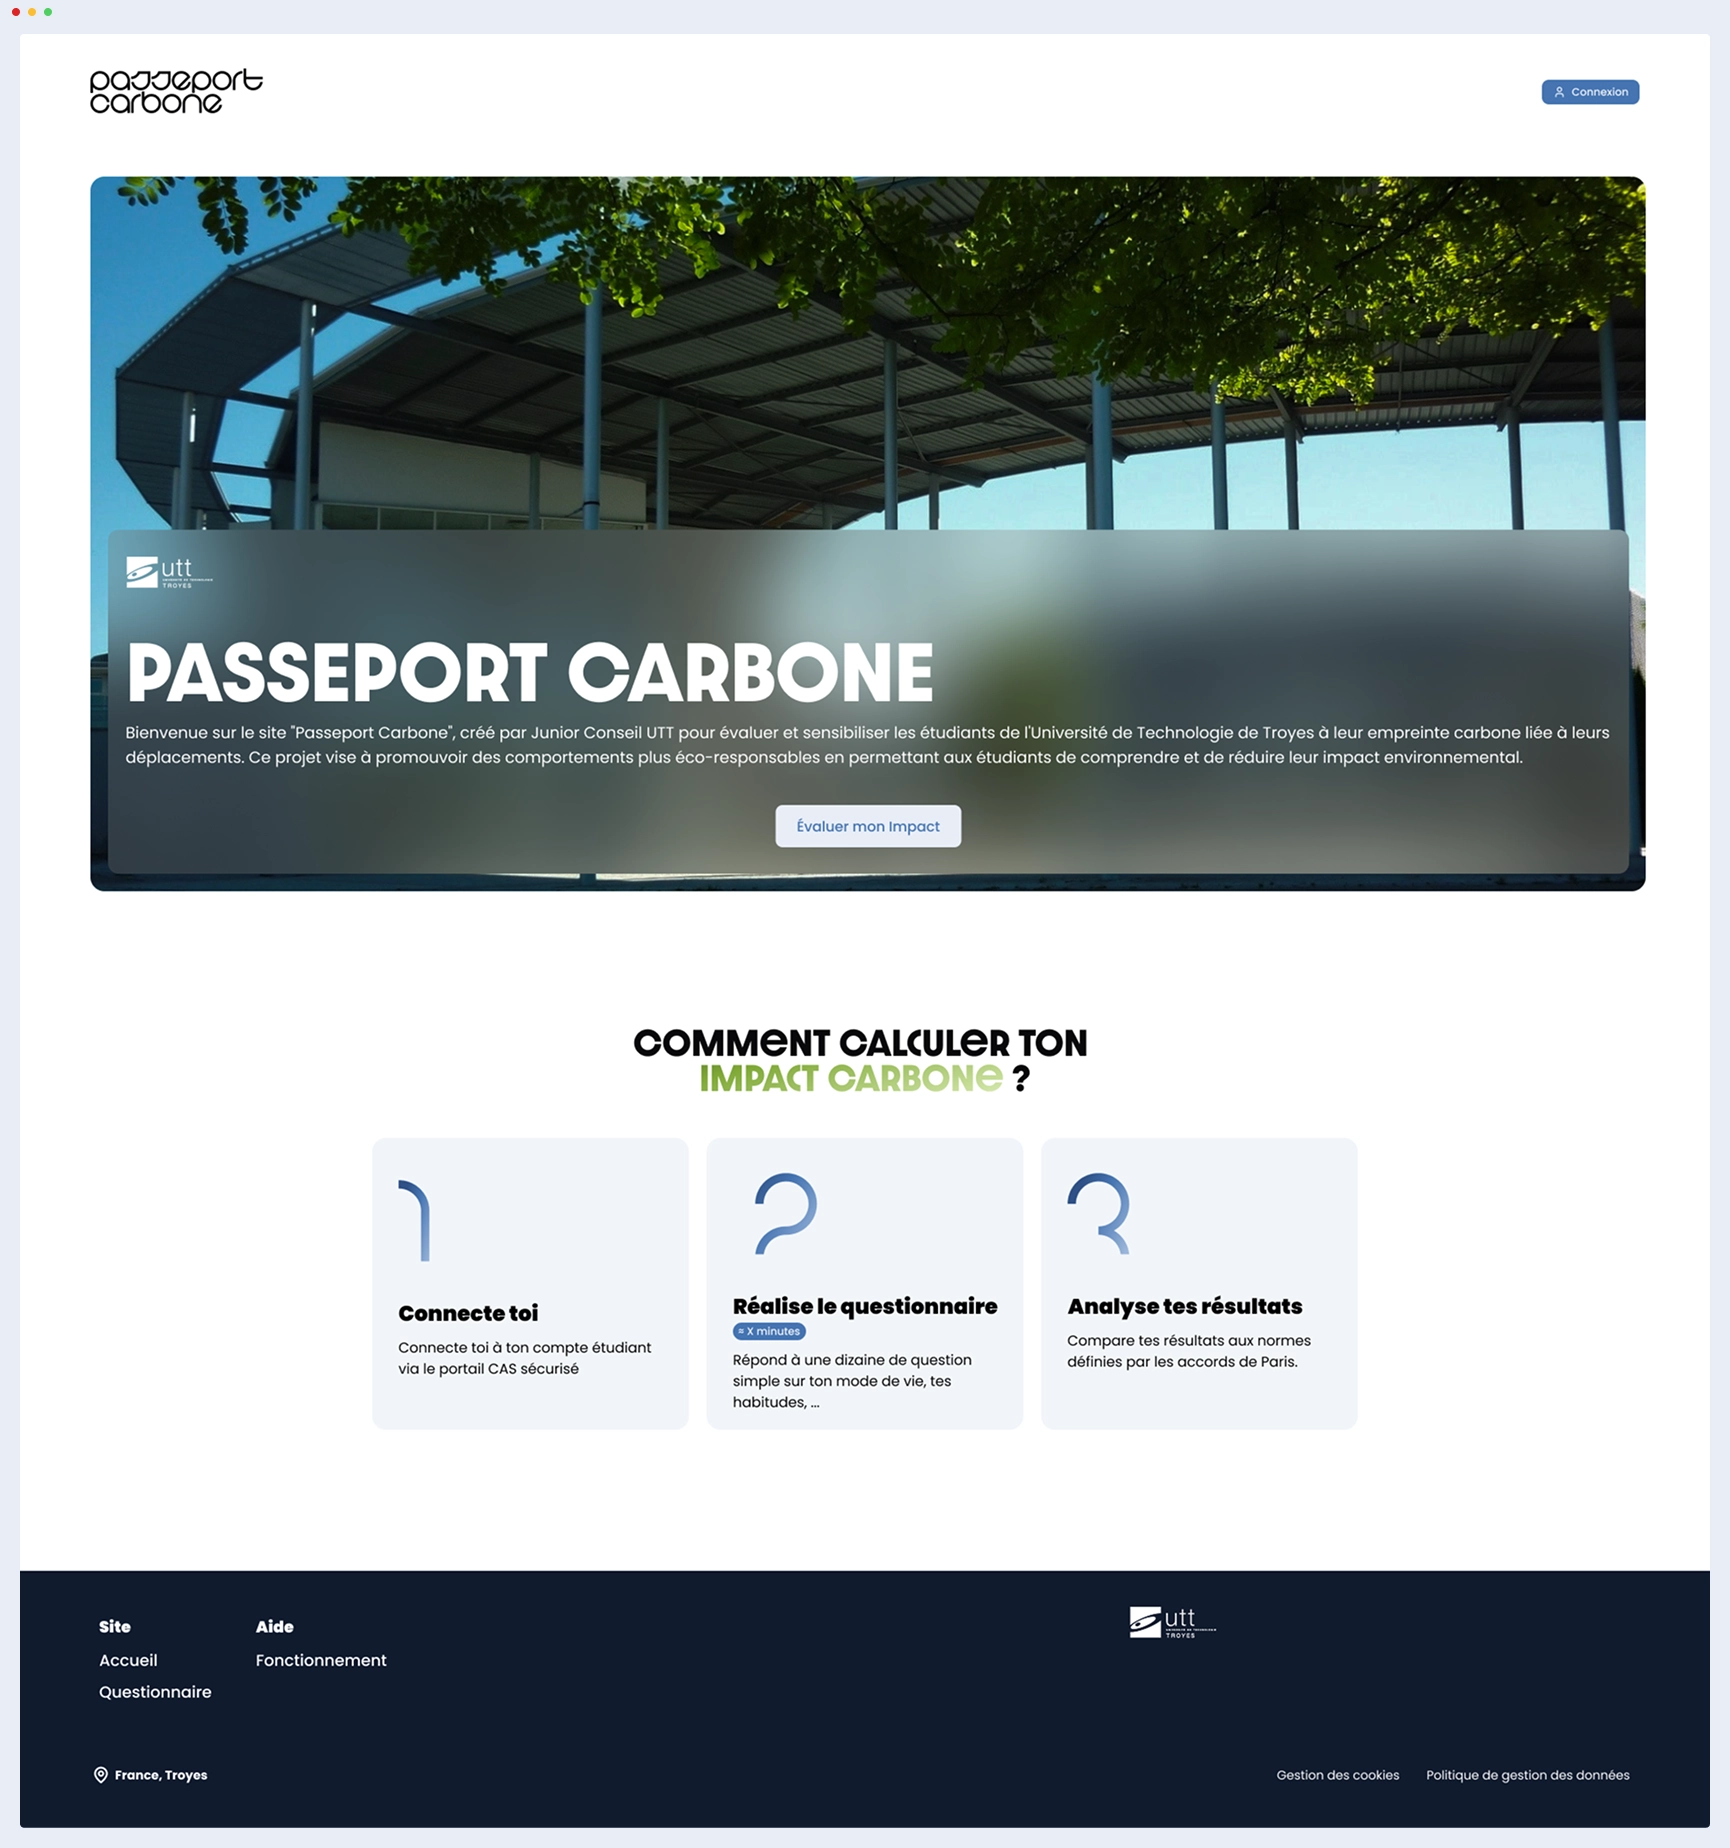 passeport
carbone
Connexion
utt
UNIVERSITÉ DE TECHNOLOGIE
TROYES
PASSEPORT CARBONE
Bienvenue sur le site "Passeport Carbone", créé par Junior Conseil UTT pour évaluer et sensibiliser les étudiants de l'Université de Technologie de Troyes à leur empreinte carbone liée à leurs
déplacements. Ce projet vise à promouvoir des comportements plus éco-responsables en permettant aux étudiants de comprendre et de réduire leur impact environnemental.
Évaluer mon Impact
COMMENT CALCULER TON
IMPACT CARBONE ?
1
Connecte toi
Connecte toi à ton compte étudiant
via le portail CAS sécurisé
2
Réalise le questionnaire
≈ X minutes
Répond à une dizaine de question
simple sur ton mode de vie, tes
habitudes, ...
3
Analyse tes résultats
Compare tes résultats aux normes
définies par les accords de Paris.
Site
Accueil
Questionnaire
Aide
Fonctionnement
utt
UNIVERSITÉ DE TECHNOLOGIE
TROYES
France, Troyes
Gestion des cookies
Politique de gestion des données